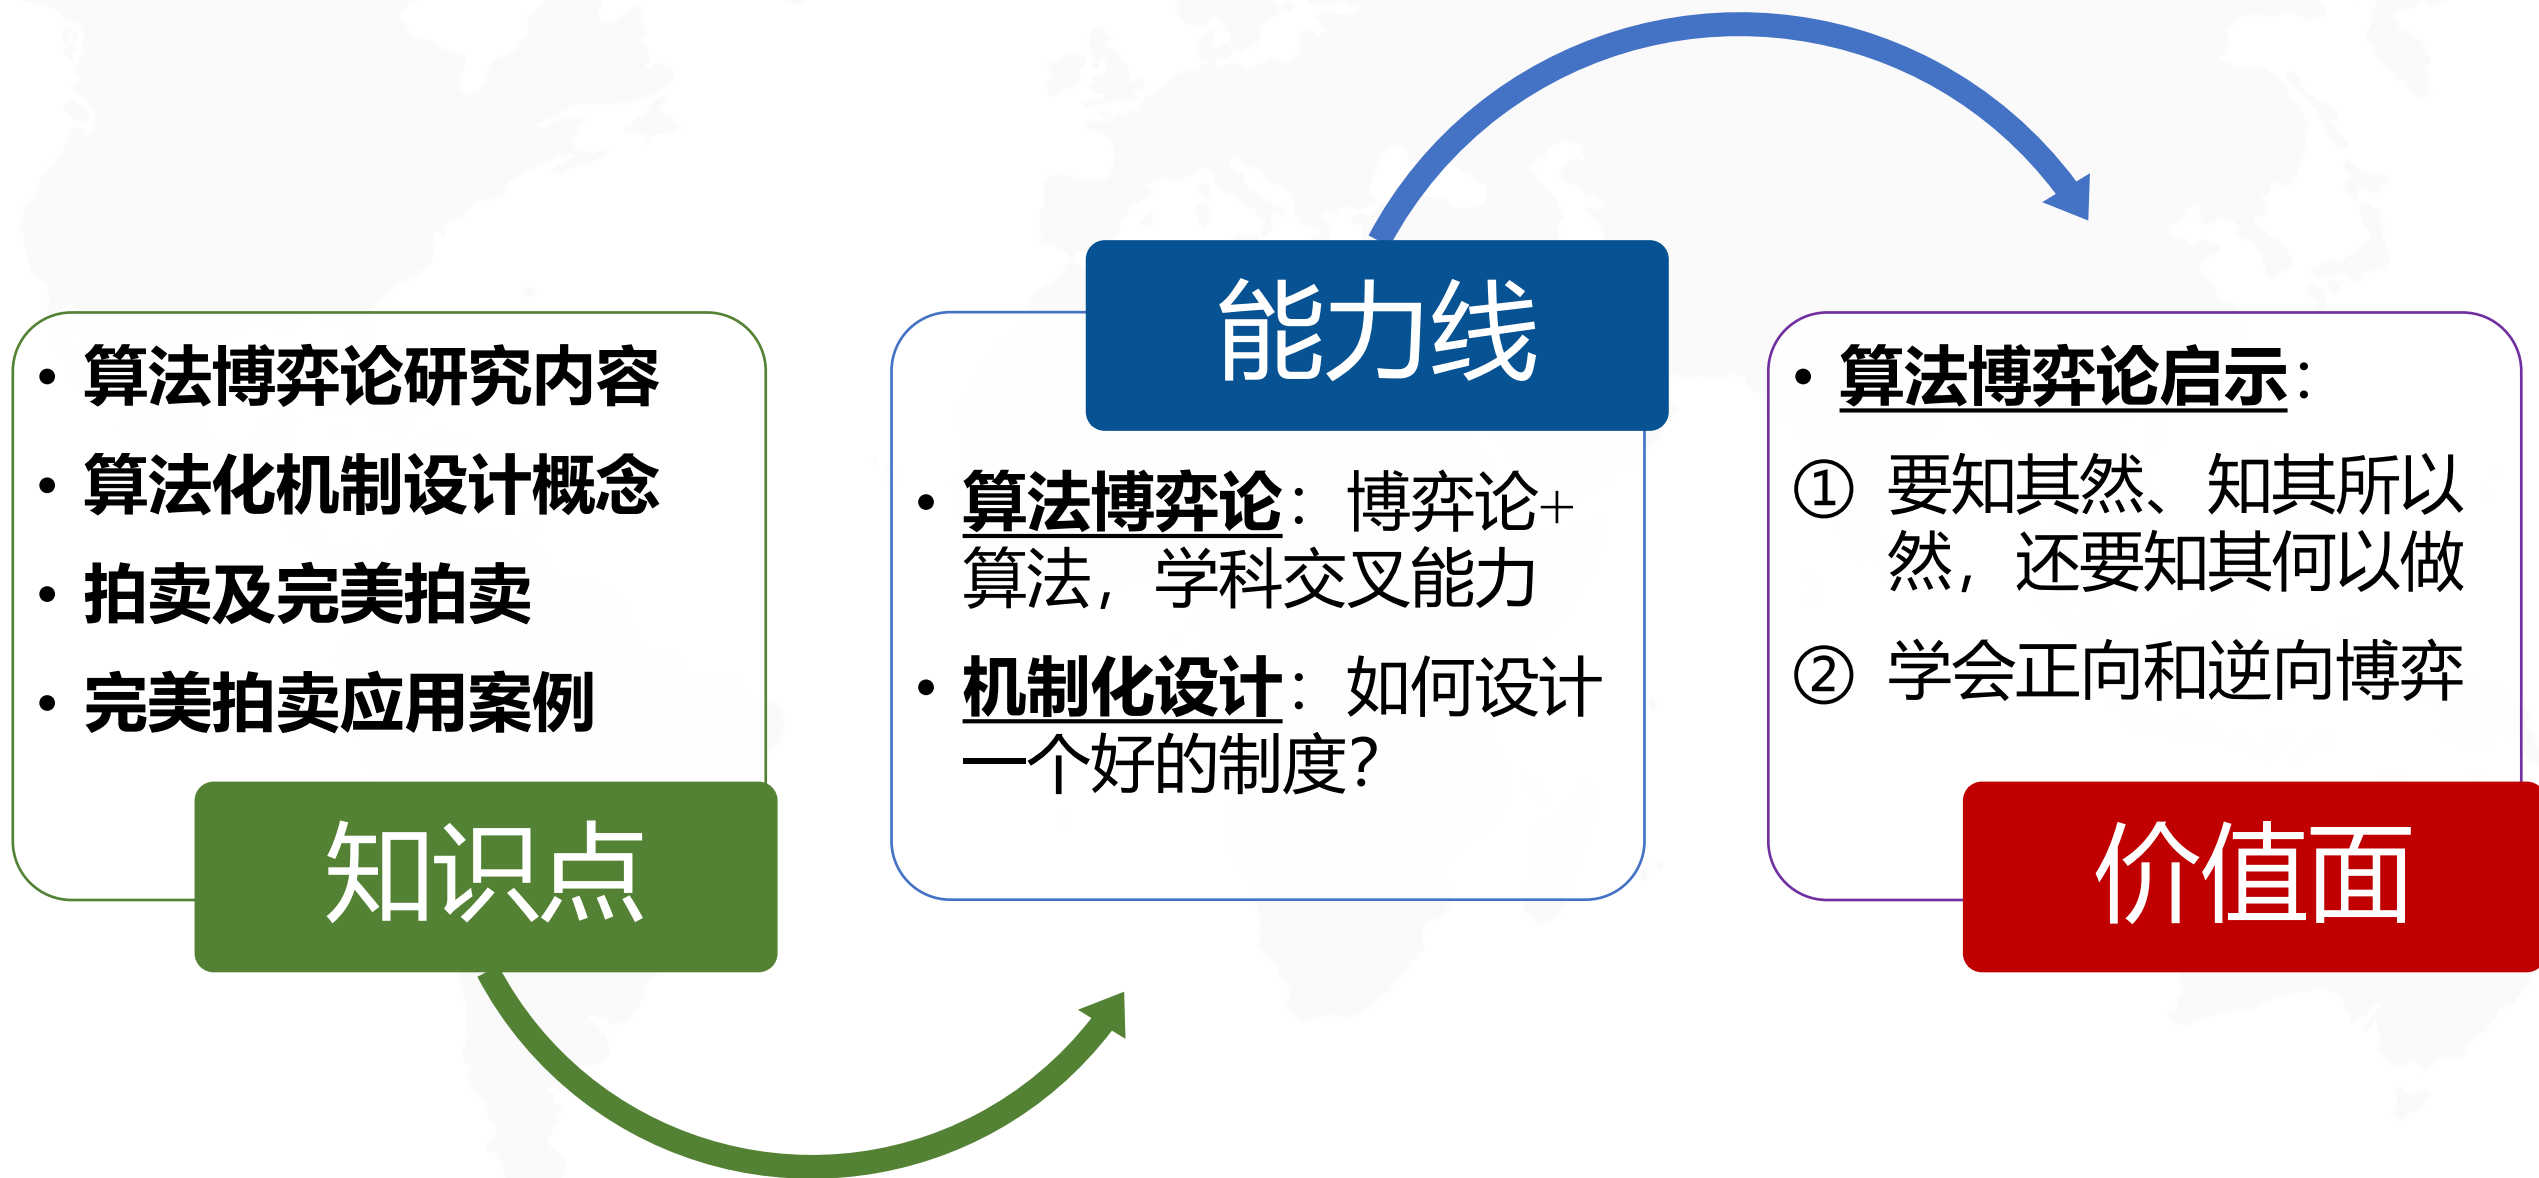 • 算法博弈论研究内容
• 算法化机制设计概念
• 拍卖及完美拍卖
• 完美拍卖应用案例
知识点
能力线
• 算法博弈论：博弈论+
算法，学科交叉能力
• 机制化设计：如何设计
一个好的制度？
• 算法博弈论启示：
① 要知其然、知其所以
然，还要知其何以做
② 学会正向和逆向博弈
价值面